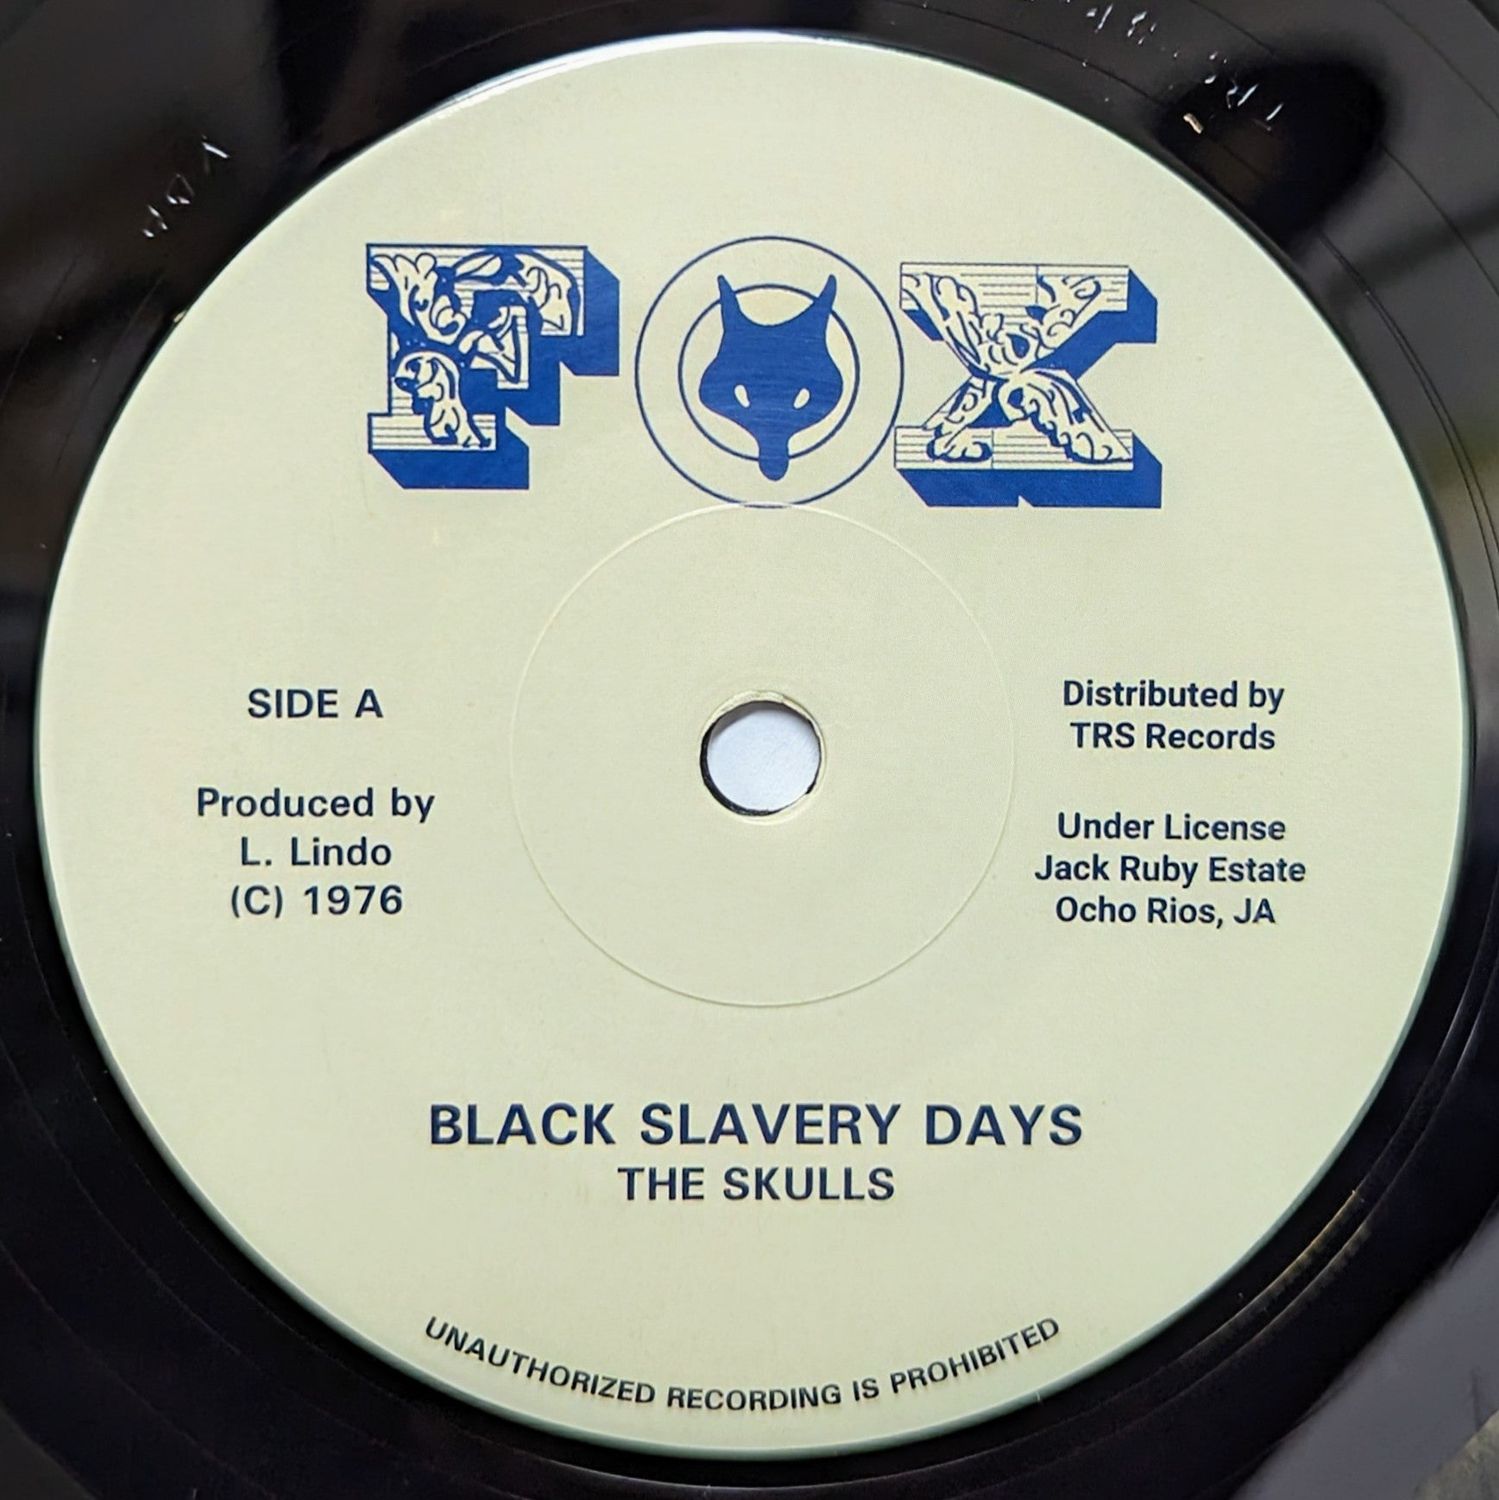 FOX
SIDE A
Produced by
L. Lindo
(C) 1976
Distributed by
TRS Records
Under License
Jack Ruby Estate
Ocho Rios, JA
BLACK SLAVERY DAYS
THE SKULLS
UNAUTHORIZED RECORDING IS PROHIBITED